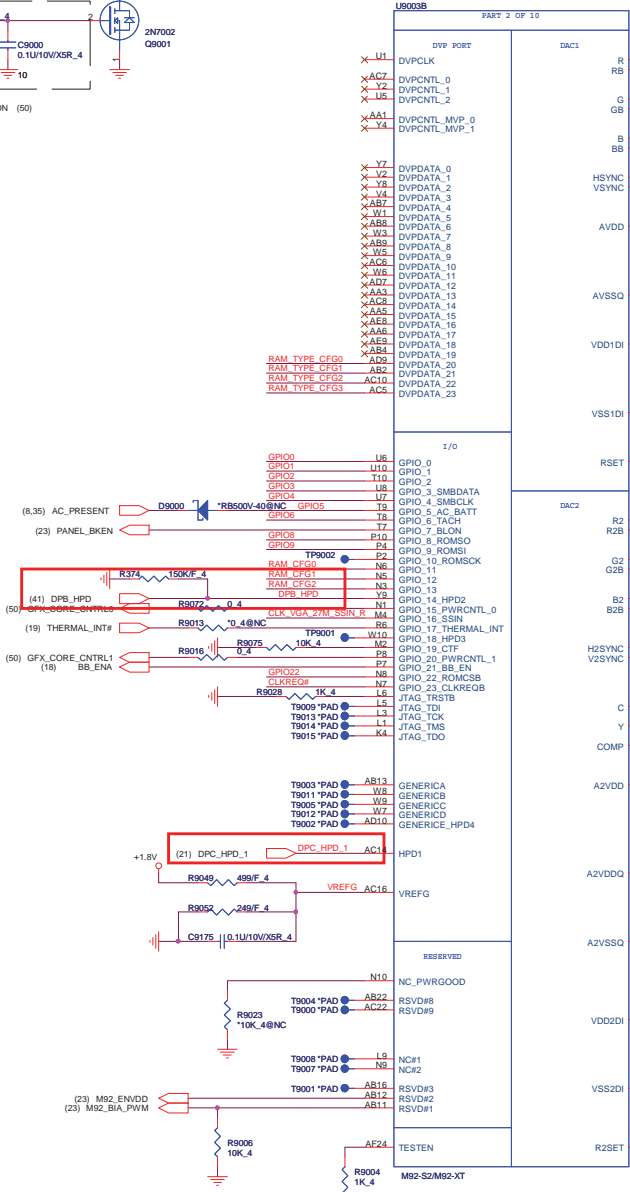 U9003B
PART 2 OF 10
4
2
1
2N7002
Q9001
C9000
0.1U/10V/X5R_4
10
ON (50)
DVP PORT
DAC1
U1 DVPCLK
AC7 DVPCNTL_0
Y2 DVPCNTL_1
U5 DVPCNTL_2
AA1 DVPCNTL_MVP_0
Y4 DVPCNTL_MVP_1
Y7 DVPDATA_0
V2 DVPDATA_1
Y8 DVPDATA_2
V4 DVPDATA_3
AB7 DVPDATA_4
W1 DVPDATA_5
AB8 DVPDATA_6
W3 DVPDATA_7
AB9 DVPDATA_8
W5 DVPDATA_9
AC6 DVPDATA_10
W6 DVPDATA_11
AD7 DVPDATA_12
AA3 DVPDATA_13
AC8 DVPDATA_14
AA5 DVPDATA_15
AE8 DVPDATA_16
AA6 DVPDATA_17
AE9 DVPDATA_18
AB4 DVPDATA_19
RAM_TYPE_CFG0 AD9 DVPDATA_20
RAM_TYPE_CFG1 AB2 DVPDATA_21
RAM_TYPE_CFG2 AC10 DVPDATA_22
RAM_TYPE_CFG3 AC5 DVPDATA_23
R
RB
G
GB
B
BB
HSYNC
VSYNC
AVDD
AVSSQ
VDD1DI
VSS1DI
RSET
I/O
GPIO0 U6 GPIO_0
GPIO1 U10 GPIO_1
GPIO2 T10 GPIO_2
GPIO3 U8 GPIO_3_SMBDATA
GPIO4 U7 GPIO_4_SMBCLK
(8,35) AC_PRESENT D9000 *RB500V-40@NC GPIO5 T9 GPIO_5_AC_BATT
GPIO6 T8 GPIO_6_TACH
(23) PANEL_BKEN T7 GPIO_7_BLON
GPIO8 P10 GPIO_8_ROMSO
GPIO9 P4 GPIO_9_ROMSI
TP9002 P2 GPIO_10_ROMSCK
RAM_CFG0 N6 GPIO_11
R374 150K/F_4 RAM_CFG1 N5 GPIO_12
RAM_CFG2 N3 GPIO_13
(41) DPB_HPD DPB_HPD Y9 GPIO_14_HPD2
(50) GFX_CORE_CNTRL0 R9072 0_4 N1 GPIO_15_PWRCNTL_0
CLK_VGA_27M_SSIN_R M4 GPIO_16_SSIN
(19) THERMAL_INT# R9013 *0_4@NC R6 GPIO_17_THERMAL_INT
TP9001 W10 GPIO_18_HPD3
R9075 10K_4 M2 GPIO_19_CTF
(50) GFX_CORE_CNTRL1 R9016 0_4 P8 GPIO_20_PWRCNTL_1
(18) BB_ENA P7 GPIO_21_BB_EN
GPIO22 N8 GPIO_22_ROMCSB
CLKREQ# N7 GPIO_23_CLKREQB
R9028 1K_4 L6 JTAG_TRSTB
T9009 *PAD L5 JTAG_TDI
T9013 *PAD L3 JTAG_TCK
T9014 *PAD L1 JTAG_TMS
T9015 *PAD K4 JTAG_TDO
DAC2
R2
R2B
G2
G2B
B2
B2B
H2SYNC
V2SYNC
C
Y
COMP
A2VDD
A2VDDQ
A2VSSQ
VDD2DI
VSS2DI
R2SET
T9003 *PAD AB13 GENERICA
T9011 *PAD W8 GENERICB
T9005 *PAD W9 GENERICC
T9012 *PAD W7 GENERICD
T9002 *PAD AD10 GENERICE_HPD4
(21) DPC_HPD_1 DPC_HPD_1 AC14 HPD1
+1.8V
R9049 499/F_4
VREFG AC16 VREFG
R9052 249/F_4
C9175 0.1U/10V/X5R_4
RESERVED
N10 NC_PWRGOOD
R9023
*10K_4@NC
T9004 *PAD AB22 RSVD#8
T9000 *PAD AC22 RSVD#9
T9008 *PAD L9 NC#1
T9007 *PAD N9 NC#2
T9001 *PAD AB16 RSVD#3
(23) M92_ENVDD AB12 RSVD#2
(23) M92_BIA_PWM AB11 RSVD#1
R9006
10K_4
AF24 TESTEN
R9004
1K_4
M92-S2/M92-XT